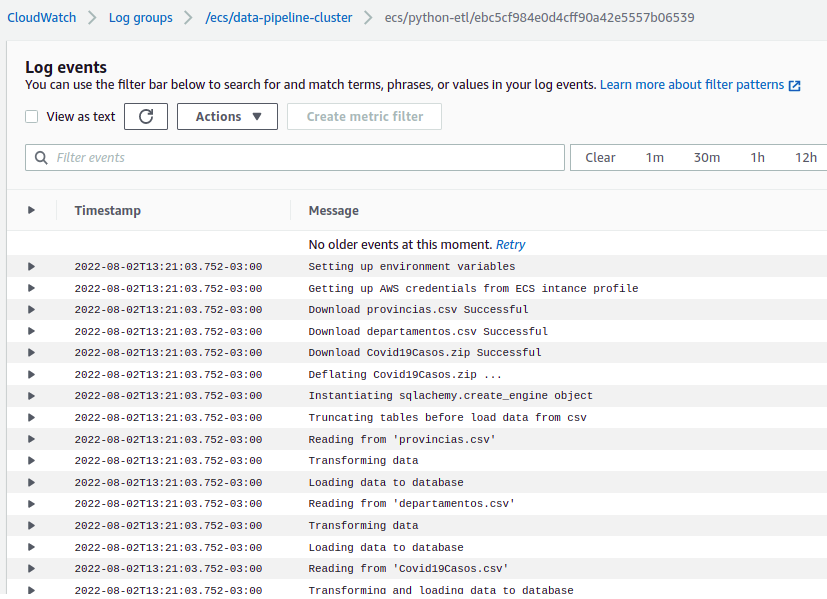 CloudWatch > Log groups > /ecs/data-pipeline-cluster > ecs/python-etl/ebc5cf984e0d4cff90a42e5557b06539
Log events
You can use the filter bar below to search for and match terms, phrases, or values in your log events. Learn more about filter patterns
View as text Actions Create metric filter
Filter events Clear 1m 30m 1h 12h
Timestamp Message
No older events at this moment. Retry
2022-08-02T13:21:03.752-03:00 Setting up environment variables
2022-08-02T13:21:03.752-03:00 Getting up AWS credentials from ECS intance profile
2022-08-02T13:21:03.752-03:00 Download provincias.csv Successful
2022-08-02T13:21:03.752-03:00 Download departamentos.csv Successful
2022-08-02T13:21:03.752-03:00 Download Covid19Casos.zip Successful
2022-08-02T13:21:03.752-03:00 Deflating Covid19Casos.zip ...
2022-08-02T13:21:03.752-03:00 Instantiating sqlachemy.create_engine object
2022-08-02T13:21:03.752-03:00 Truncating tables before load data from csv
2022-08-02T13:21:03.752-03:00 Reading from 'provincias.csv'
2022-08-02T13:21:03.752-03:00 Transforming data
2022-08-02T13:21:03.752-03:00 Loading data to database
2022-08-02T13:21:03.752-03:00 Reading from 'departamentos.csv'
2022-08-02T13:21:03.752-03:00 Transforming data
2022-08-02T13:21:03.752-03:00 Loading data to database
2022-08-02T13:21:03.752-03:00 Reading from 'Covid19Casos.csv'
2022-08-02T13:21:03.752-03:00 Transforming and loading data to database